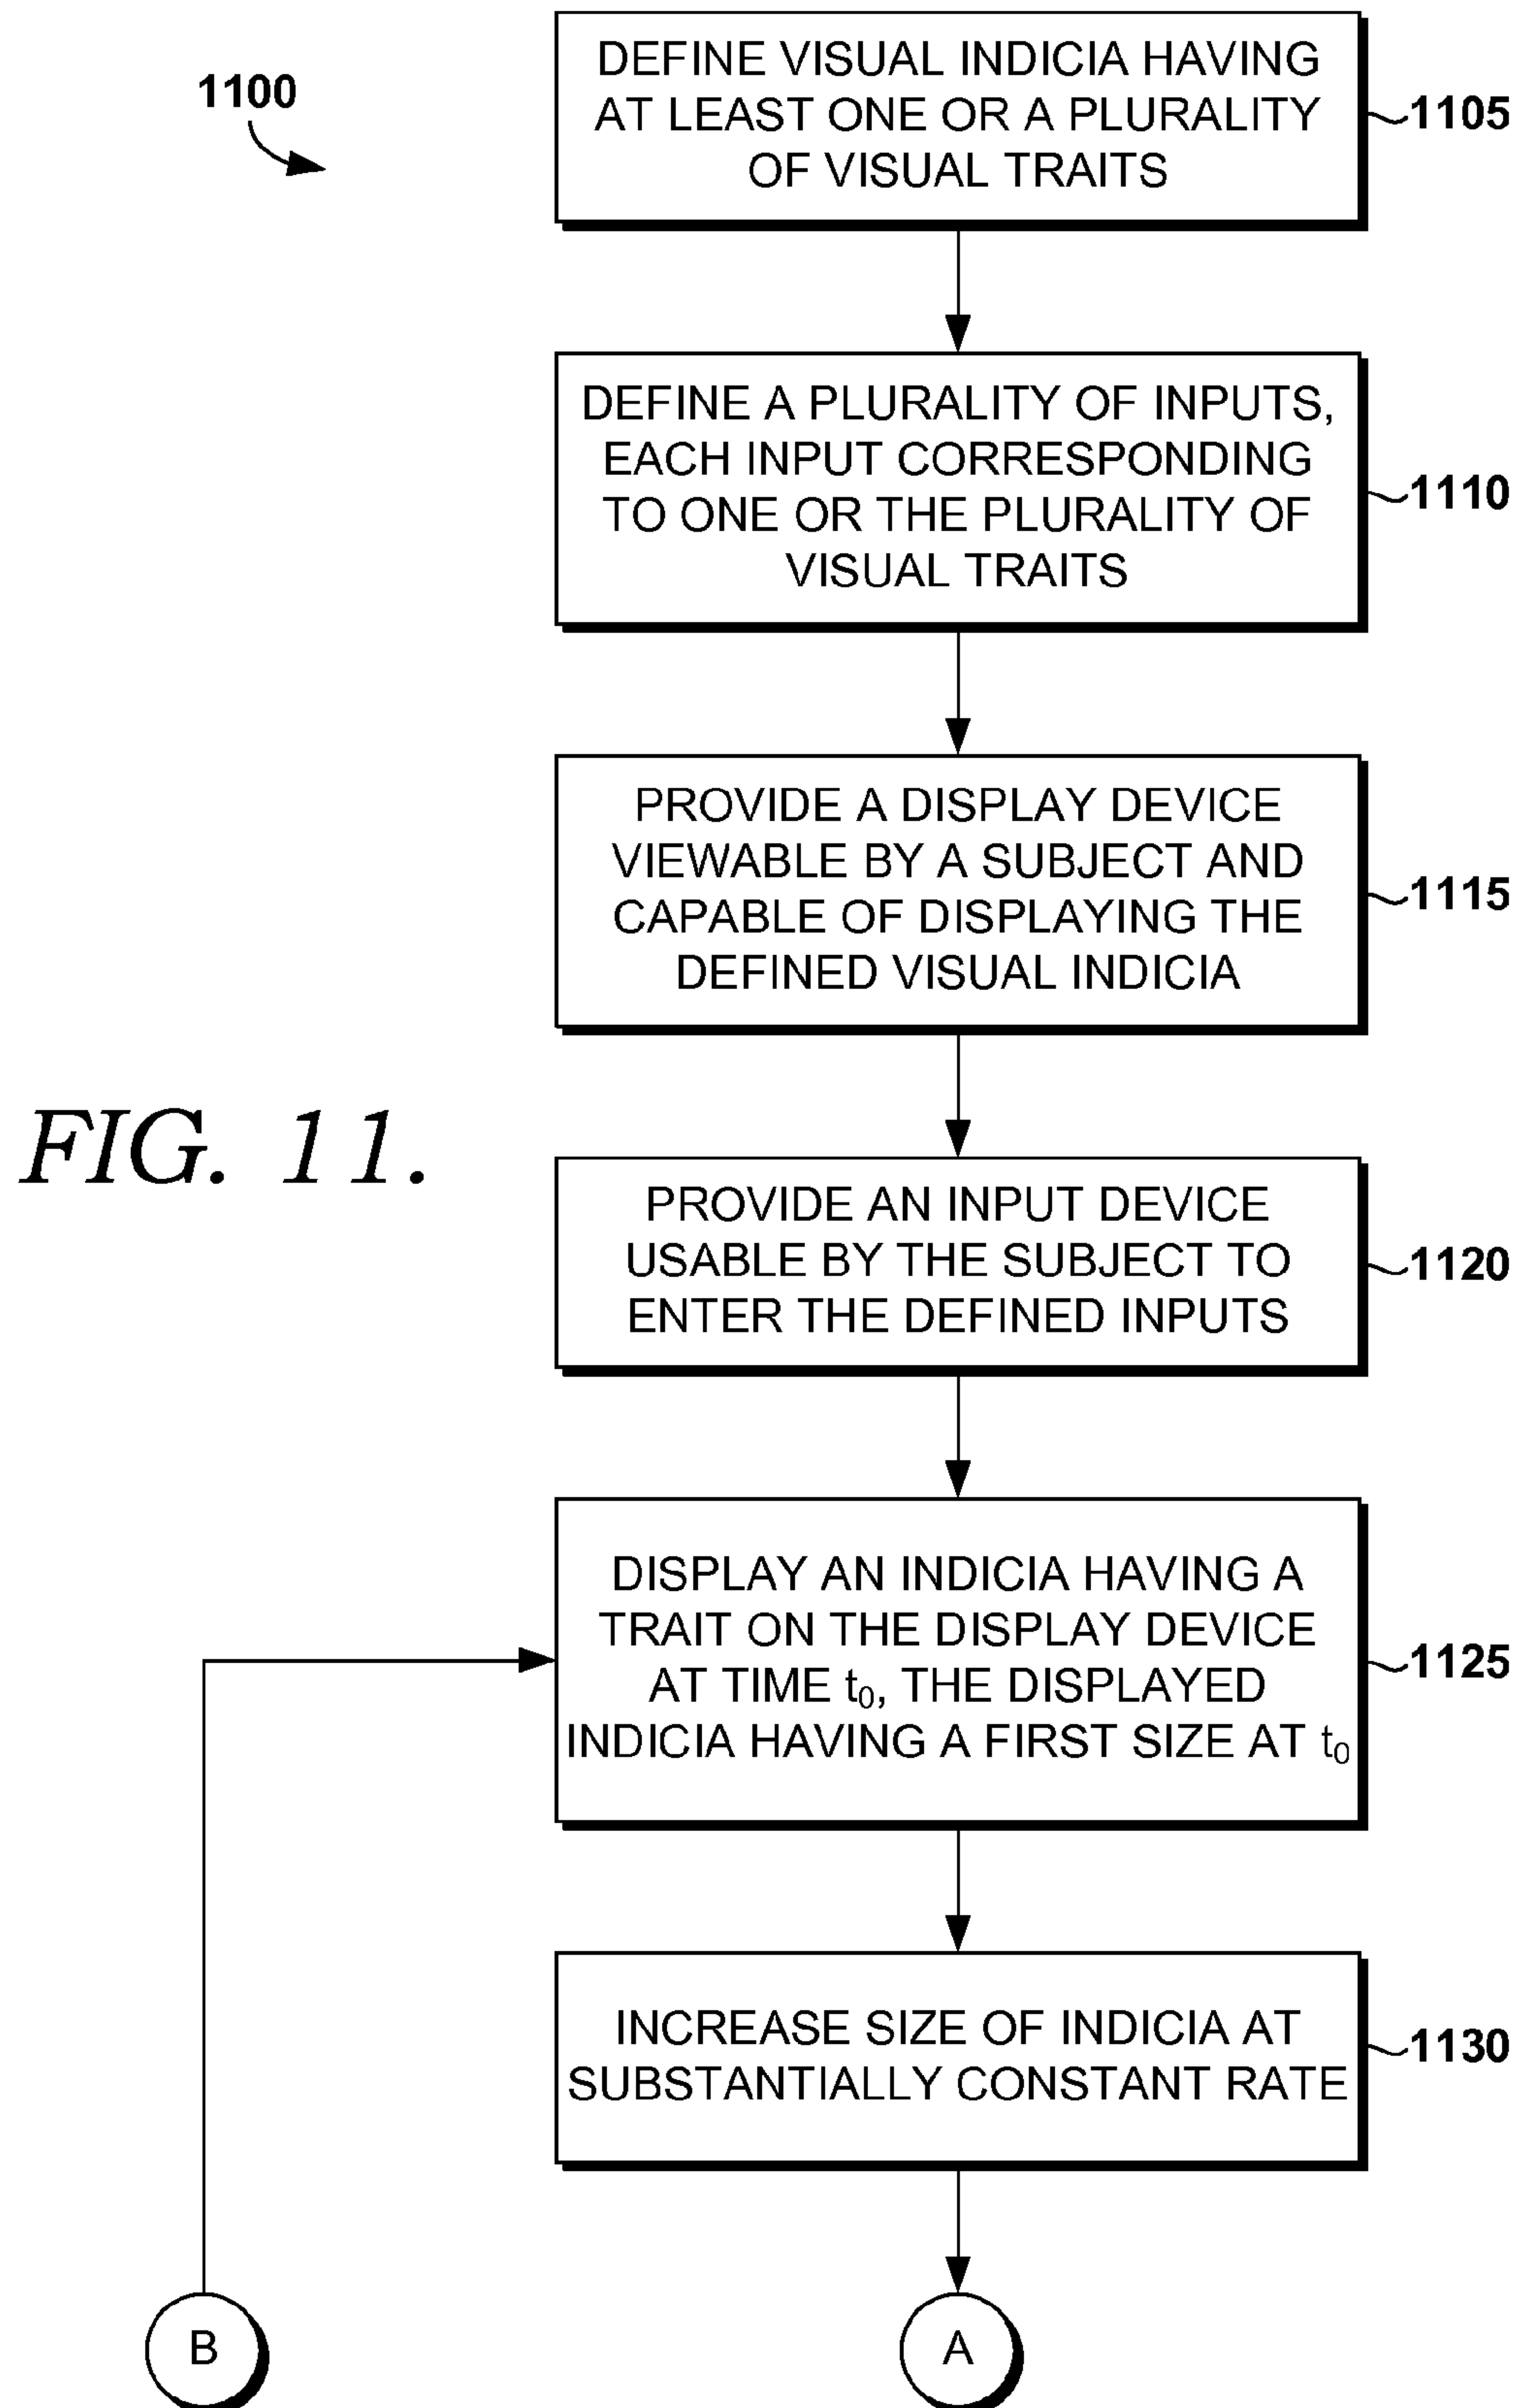 1100
DEFINE VISUAL INDICIA HAVING
AT LEAST ONE OR A PLURALITY
OF VISUAL TRAITS
1105
DEFINE A PLURALITY OF INPUTS,
EACH INPUT CORRESPONDING
TO ONE OR THE PLURALITY OF
VISUAL TRAITS
1110
PROVIDE A DISPLAY DEVICE
VIEWABLE BY A SUBJECT AND
CAPABLE OF DISPLAYING THE
DEFINED VISUAL INDICIA
1115
FIG. 11.
PROVIDE AN INPUT DEVICE
USABLE BY THE SUBJECT TO
ENTER THE DEFINED INPUTS
1120
DISPLAY AN INDICIA HAVING A
TRAIT ON THE DISPLAY DEVICE
AT TIME t₀, THE DISPLAYED
INDICIA HAVING A FIRST SIZE AT t₀
1125
INCREASE SIZE OF INDICIA AT
SUBSTANTIALLY CONSTANT RATE
1130
B
A